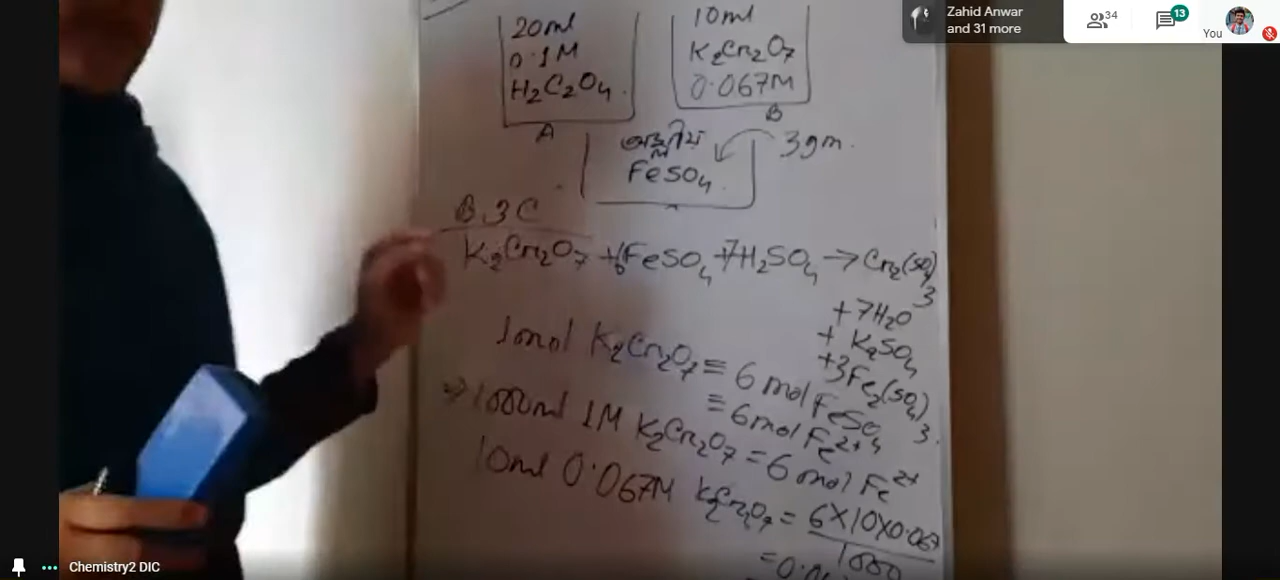 Zahid Anwar
and 31 more
34
13
You
20ml
0.1M
H₂C₂O₄
A
10ml
K₂Cr₂O₇
0.067M
B
অম্লীয়
FeSO₄
3gm.
B ও C
K₂Cr₂O₇ + 6FeSO₄ + 7H₂SO₄ → Cr₂(SO₄)₃
+ 7H₂O
+ K₂SO₄
+ 3Fe₂(SO₄)₃
1mol K₂Cr₂O₇ ≡ 6 mol FeSO₄
≡ 6mol Fe²⁺
⇒ 1000ml 1M K₂Cr₂O₇ = 6 mol Fe²⁺
10ml 0.067M K₂Cr₂O₇ = 6×10×0.067
1000
Chemistry2 DIC